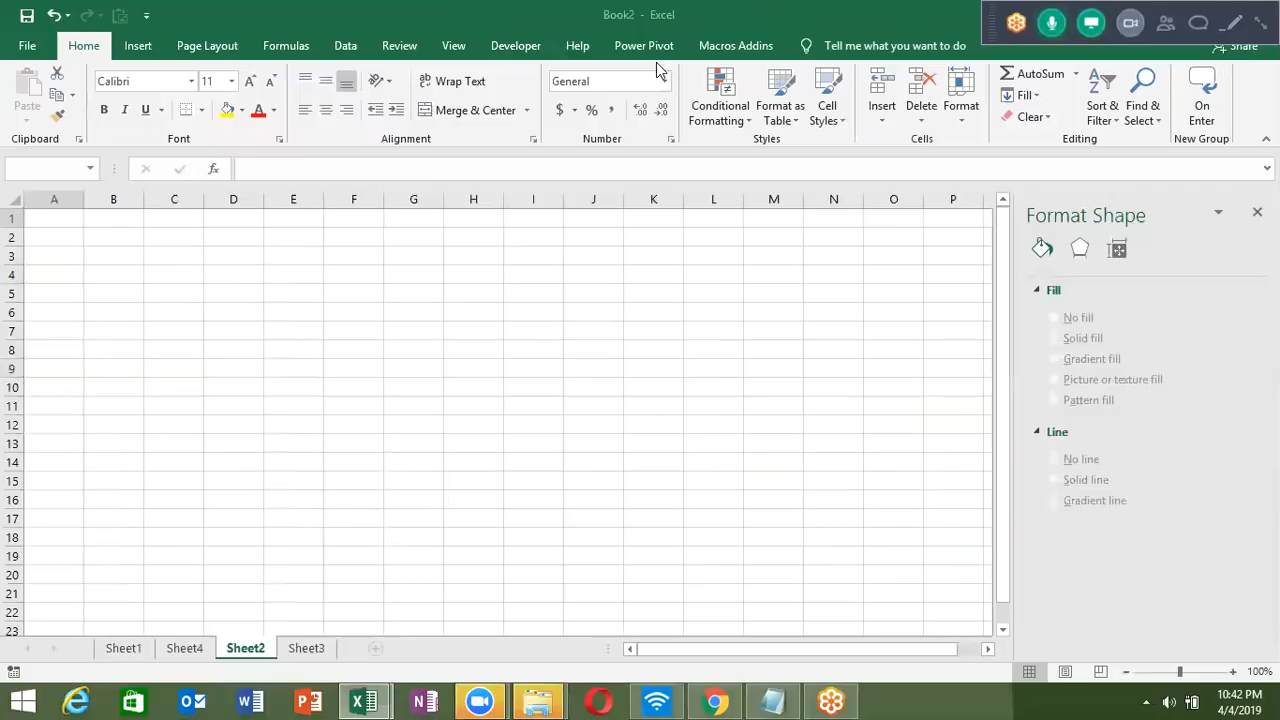 Book2 - Excel
File Home Insert Page Layout Formulas Data Review View Developer Help Power Pivot Macros Addins Tell me what you want to do Share
Paste
Calibri 11
B I U
Wrap Text
Merge & Center
General
$ % ,
Conditional Formatting
Format as Table
Cell Styles
Insert
Delete
Format
AutoSum
Fill
Clear
Sort & Filter
Find & Select
On Enter
Clipboard Font Alignment Number Styles Cells Editing New Group
fx
A B C D E F G H I J K L M N O P
1
2
3
4
5
6
7
8
9
10
11
12
13
14
15
16
17
18
19
20
21
22
23
Format Shape
Fill
No fill
Solid fill
Gradient fill
Picture or texture fill
Pattern fill
Line
No line
Solid line
Gradient line
Sheet1 Sheet4 Sheet2 Sheet3
100%
10:42 PM
4/4/2019